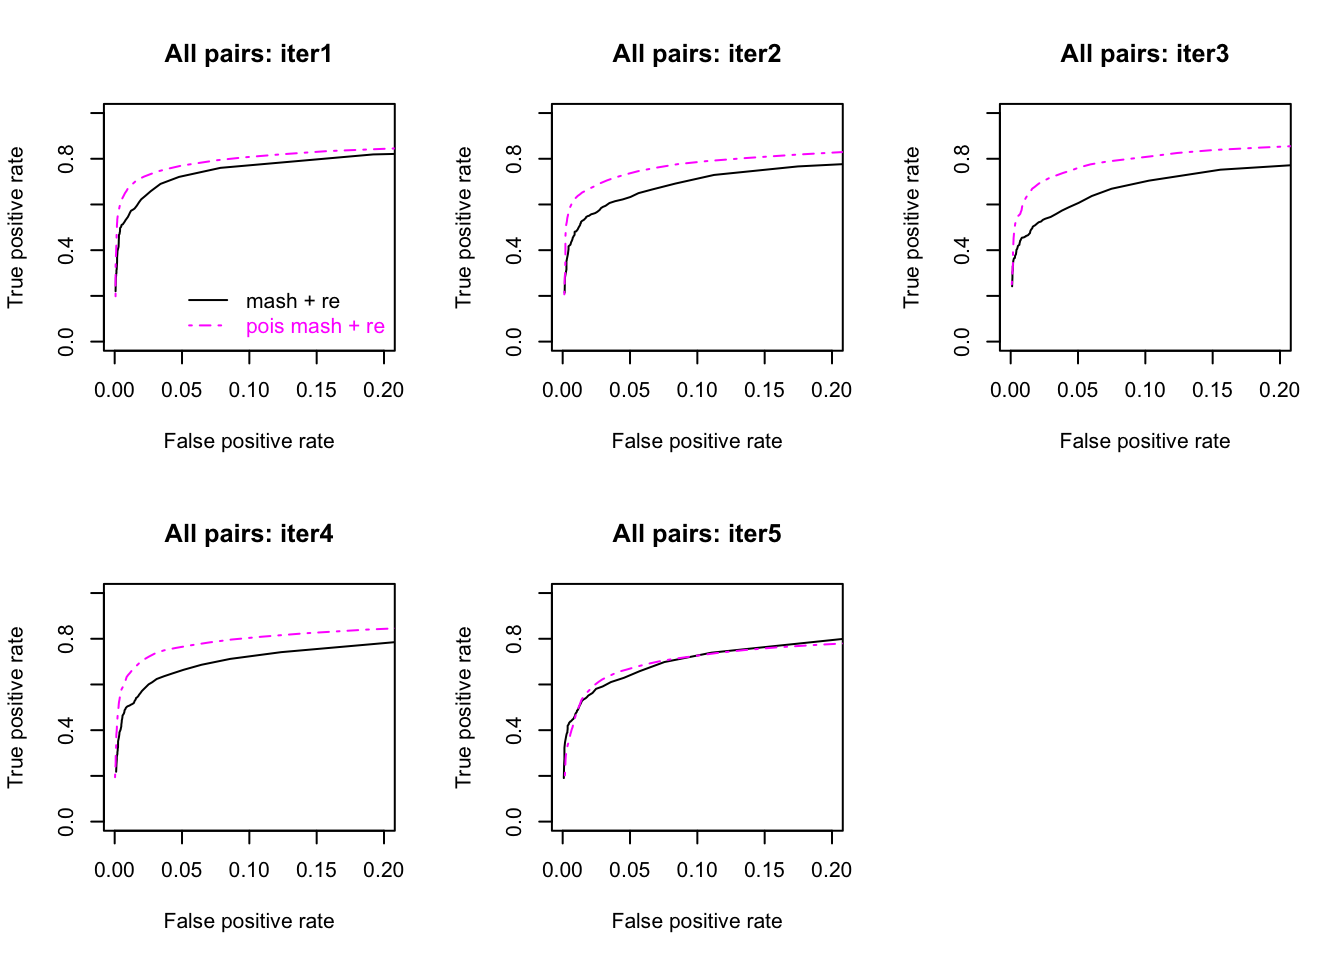 All pairs: iter1
True positive rate
0.8
0.4
0.0
mash + re
pois mash + re
0.00 0.05 0.10 0.15 0.20
False positive rate
All pairs: iter2
True positive rate
0.8
0.4
0.0
0.00 0.05 0.10 0.15 0.20
False positive rate
All pairs: iter3
True positive rate
0.8
0.4
0.0
0.00 0.05 0.10 0.15 0.20
False positive rate
All pairs: iter4
True positive rate
0.8
0.4
0.0
0.00 0.05 0.10 0.15 0.20
False positive rate
All pairs: iter5
True positive rate
0.8
0.4
0.0
0.00 0.05 0.10 0.15 0.20
False positive rate